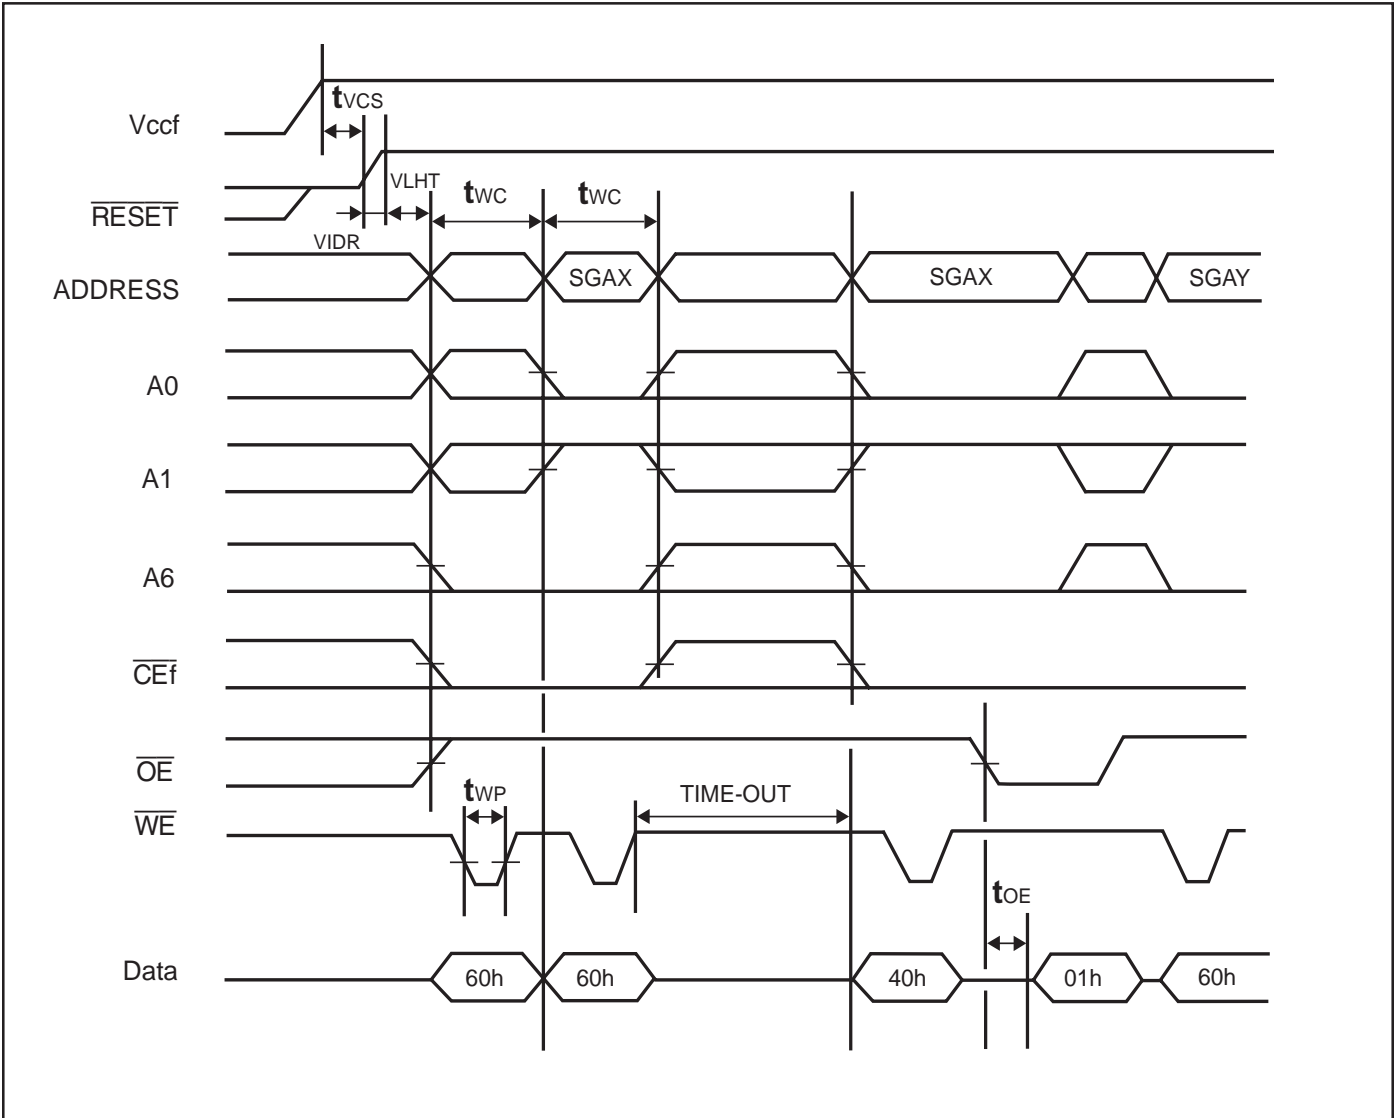 Vccf
tVCS
RESET
VLHT
tWC
tWC
VIDR
ADDRESS
SGAX
SGAX
SGAY
A0
A1
A6
CEf
OE
WE
tWP
TIME-OUT
tOE
Data
60h
60h
40h
01h
60h